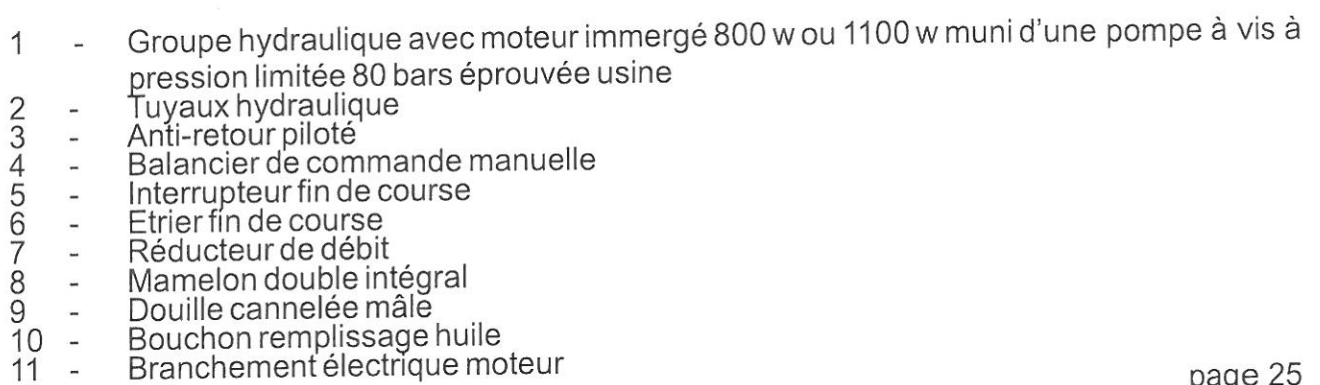 1 - Groupe hydraulique avec moteur immergé 800 w ou 1100 w muni d'une pompe à vis à
pression limitée 80 bars éprouvée usine
2 - Tuyaux hydraulique
3 - Anti-retour piloté
4 - Balancier de commande manuelle
5 - Interrupteur fin de course
6 - Etrier fin de course
7 - Réducteur de débit
8 - Mamelon double intégral
9 - Douille cannelée mâle
10 - Bouchon remplissage huile
11 - Branchement électrique moteur
page 25